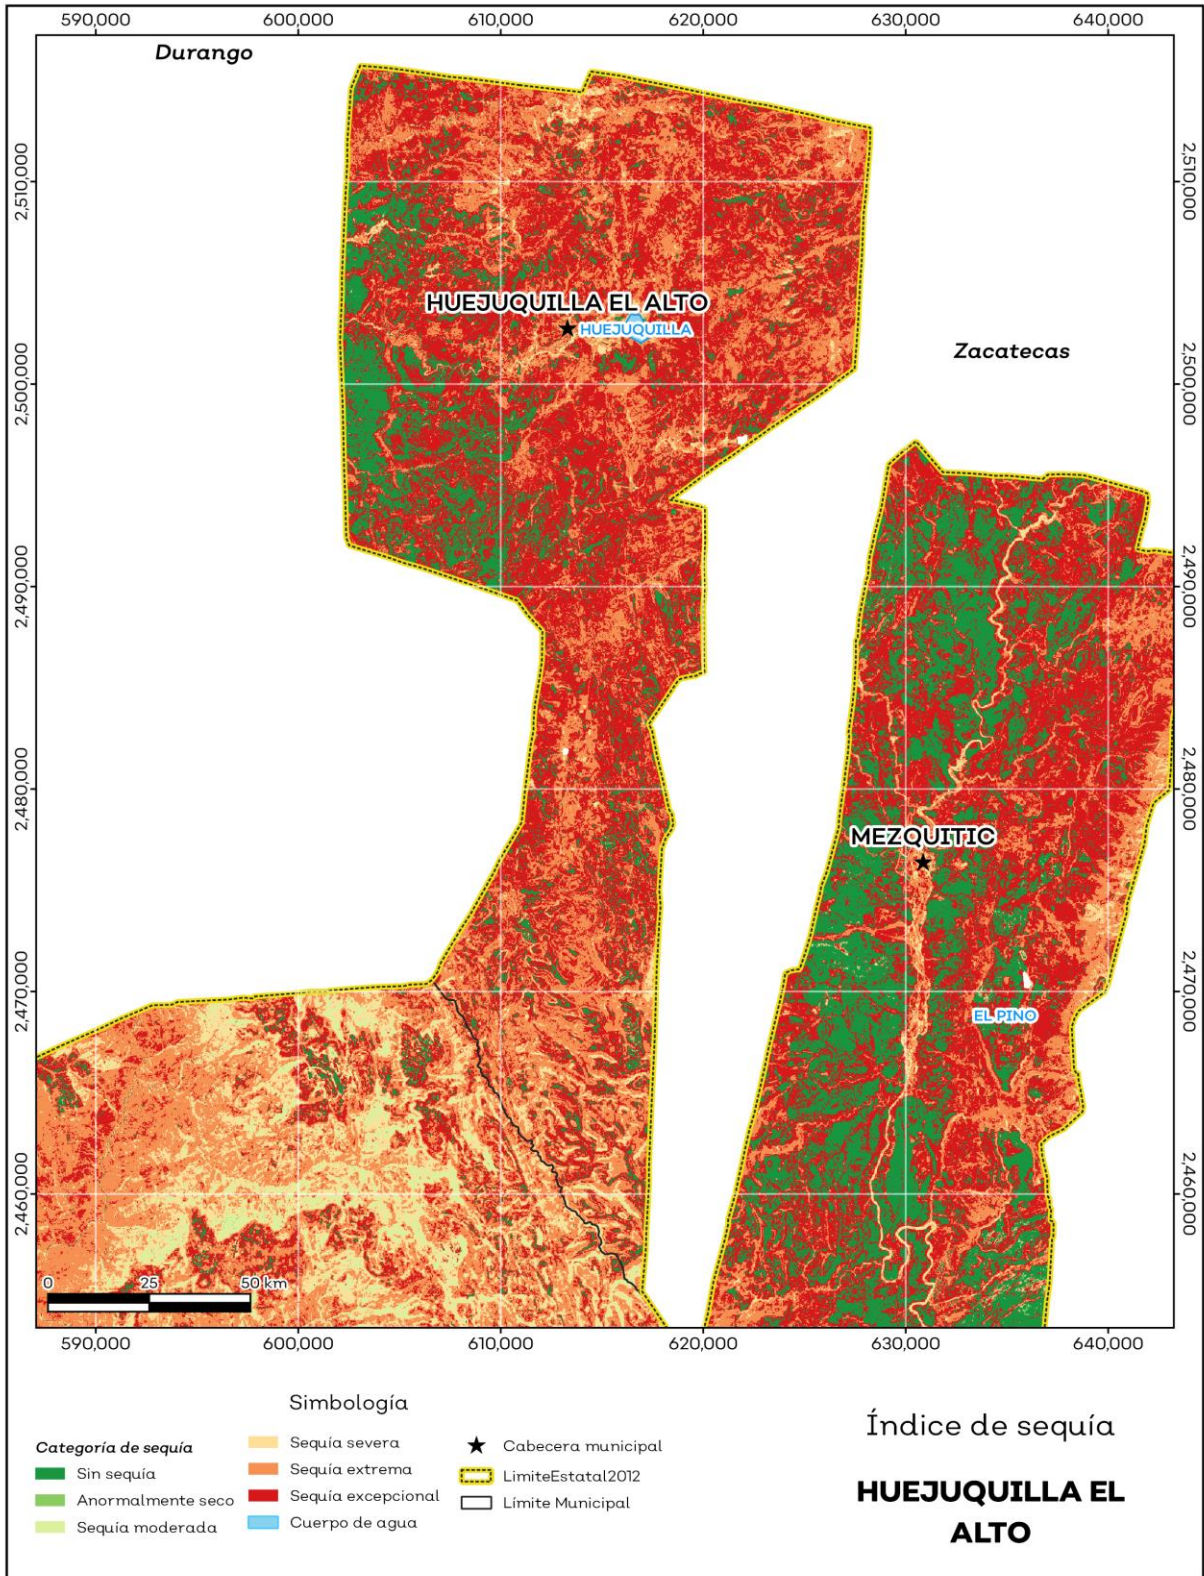 590,000 600,000 610,000 620,000 630,000 640,000
Durango
2,510,000 2,510,000
HUEJUQUILLA EL ALTO
HUEJUQUILLA
Zacatecas
2,500,000 2,500,000
2,490,000 2,490,000
2,480,000 2,480,000
MEZQUITIC
2,470,000 2,470,000
EL PINO
2,460,000 2,460,000
0 25 50 km
590,000 600,000 610,000 620,000 630,000 640,000
Simbología
Categoría de sequía
Sin sequía
Anormalmente seco
Sequía moderada
Sequía severa
Sequía extrema
Sequía excepcional
Cuerpo de agua
Cabecera municipal
LimiteEstatal2012
Límite Municipal
Índice de sequía
HUEJUQUILLA EL
ALTO